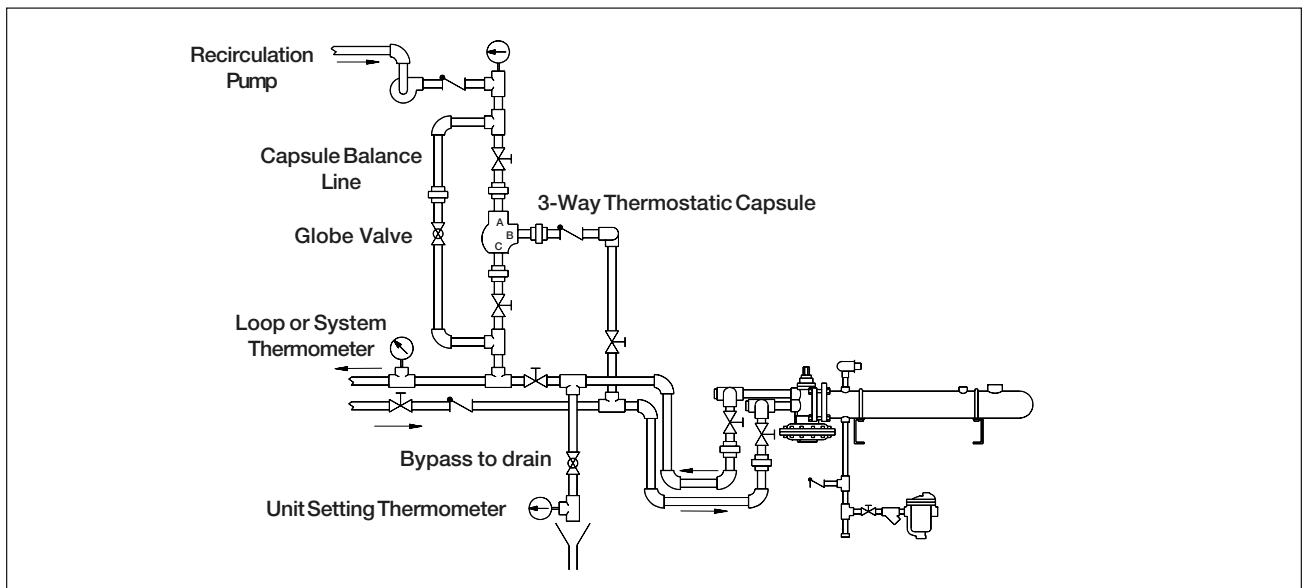 Recirculation
Pump
Capsule Balance
Line
3-Way Thermostatic Capsule
A
B
C
Globe Valve
Loop or System
Thermometer
Bypass to drain
Unit Setting Thermometer